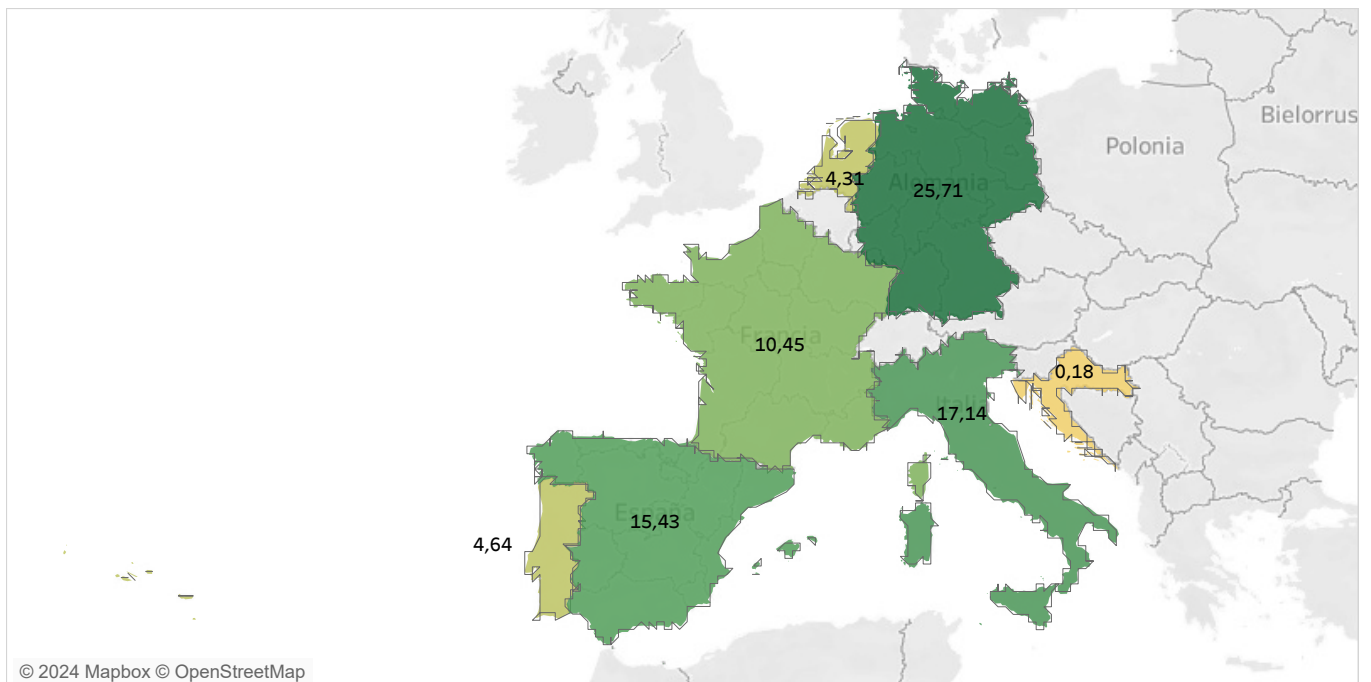 Bielorrus
Polonia
4,31
Alemania
25,71
Francia
10,45
0,18
Italia
17,14
España
15,43
4,64
© 2024 Mapbox © OpenStreetMap